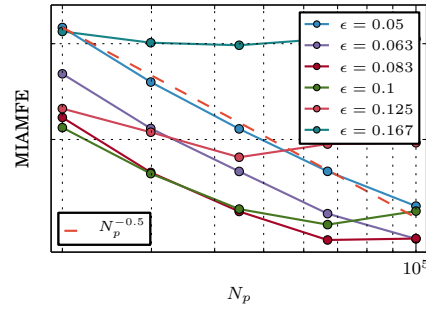 MIAMFE
ϵ = 0.05
ϵ = 0.063
ϵ = 0.083
ϵ = 0.1
ϵ = 0.125
ϵ = 0.167
N_p^{-0.5}
10^5
N_p